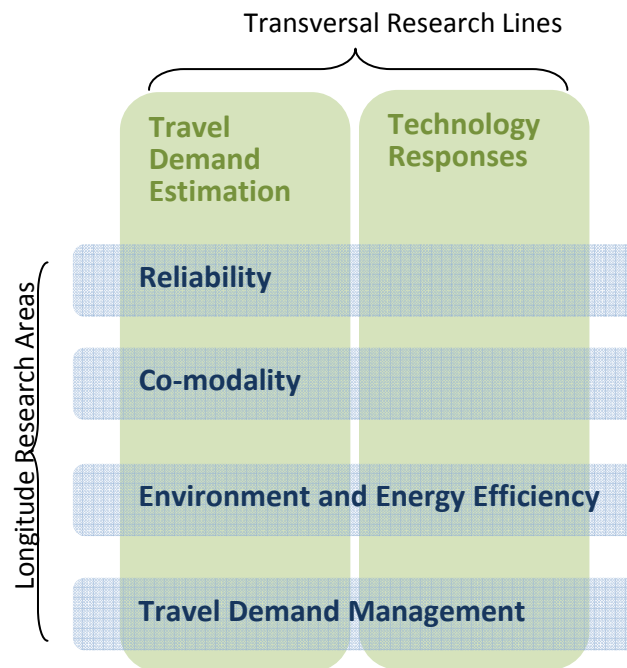 Transversal Research Lines
Travel
Demand
Estimation
Technology
Responses
Longitude Research Areas
Reliability
Co-modality
Environment and Energy Efficiency
Travel Demand Management